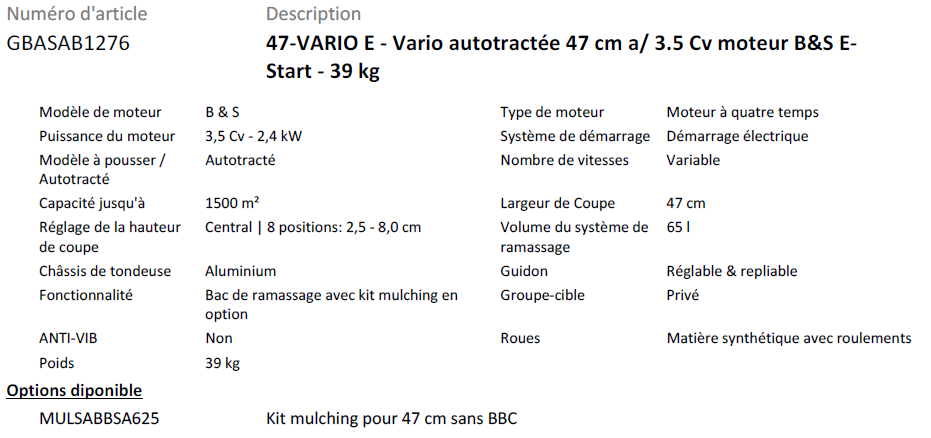 Numéro d'article Description
GBASAB1276 47-VARIO E - Vario autotractée 47 cm a/ 3.5 Cv moteur B&S E-
Start - 39 kg
Modèle de moteur B & S Type de moteur Moteur à quatre temps
Puissance du moteur 3,5 Cv - 2,4 kW Système de démarrage Démarrage électrique
Modèle à pousser / Autotracté Nombre de vitesses Variable
Autotracté
Capacité jusqu'à 1500 m² Largeur de Coupe 47 cm
Réglage de la hauteur Central | 8 positions: 2,5 - 8,0 cm Volume du système de 65 l
de coupe ramassage
Châssis de tondeuse Aluminium Guidon Réglable & repliable
Fonctionnalité Bac de ramassage avec kit mulching en Groupe-cible Privé
option
ANTI-VIB Non Roues Matière synthétique avec roulements
Poids 39 kg
Options diponible
MULSABBSA625 Kit mulching pour 47 cm sans BBC